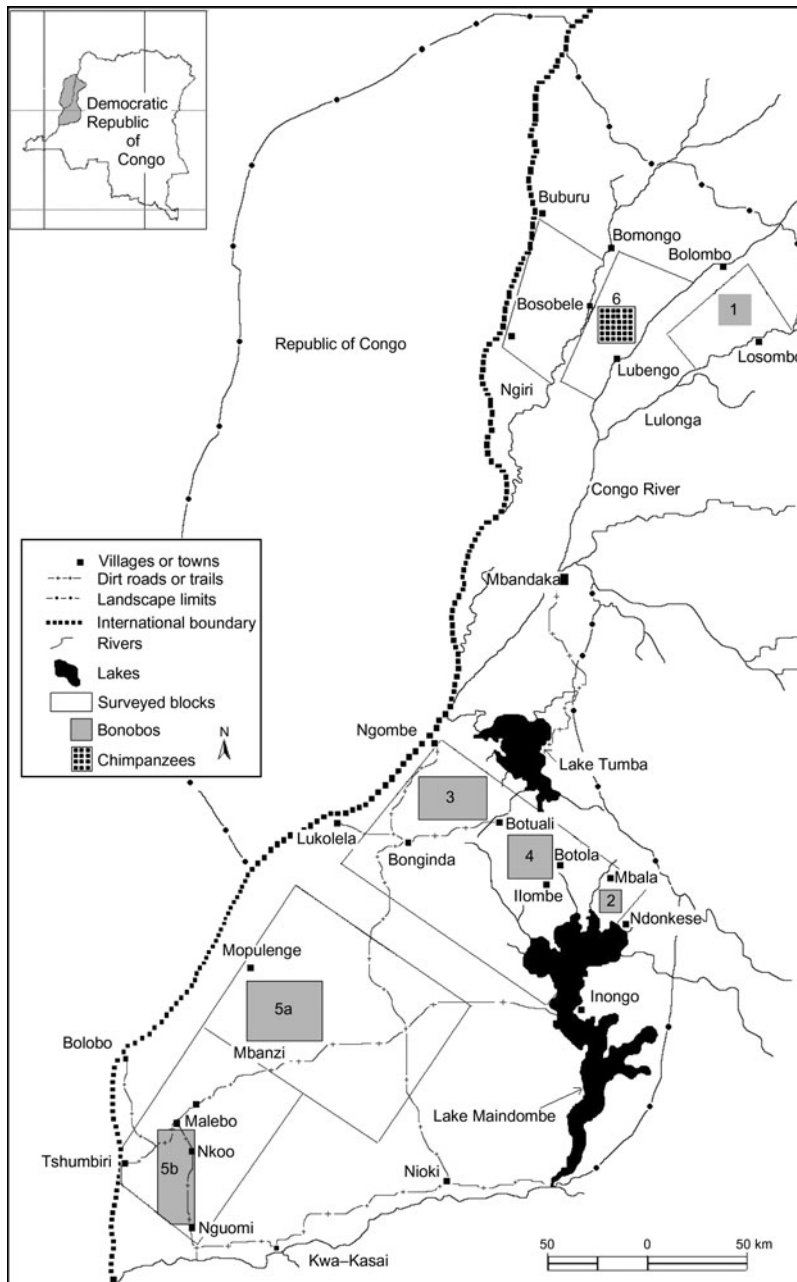 Democratic
Republic
of
Congo
Buburu
Bomongo
Bolombo
Bosobele
6
1
Republic of Congo
Losombo
Lubengo
Ngiri
Lulonga
Congo River
Villages or towns
Dirt roads or trails
Landscape limits
International boundary
Rivers
Lakes
Surveyed blocks
Bonobos
Chimpanzees
N
Mbandaka
Ngombe
Lake Tumba
3
Lukolela
Botuali
Bonginda
4
Botola
Mbala
Ilombe
2
Ndonkese
Mopulenge
5a
Inongo
Bolobo
Mbanzi
Malebo
Lake Maindombe
Nkoo
Tshumbiri
5b
Nioki
Nguomi
Kwa–Kasai
50 0 50 km